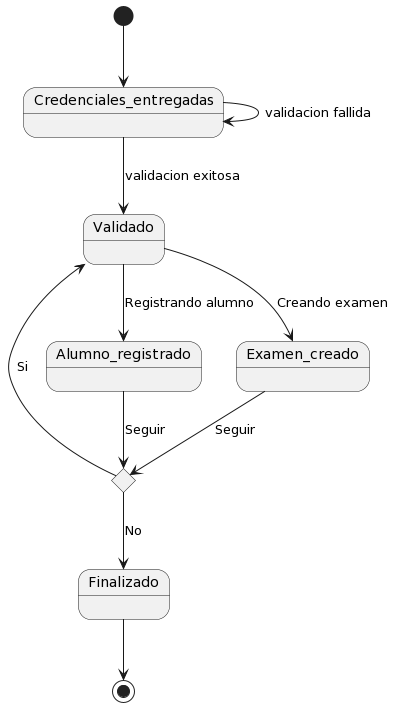 Credenciales_entregadas
validacion fallida
validacion exitosa
Validado
Registrando alumno
Creando examen
Alumno_registrado
Examen_creado
Si
Seguir
Seguir
No
Finalizado